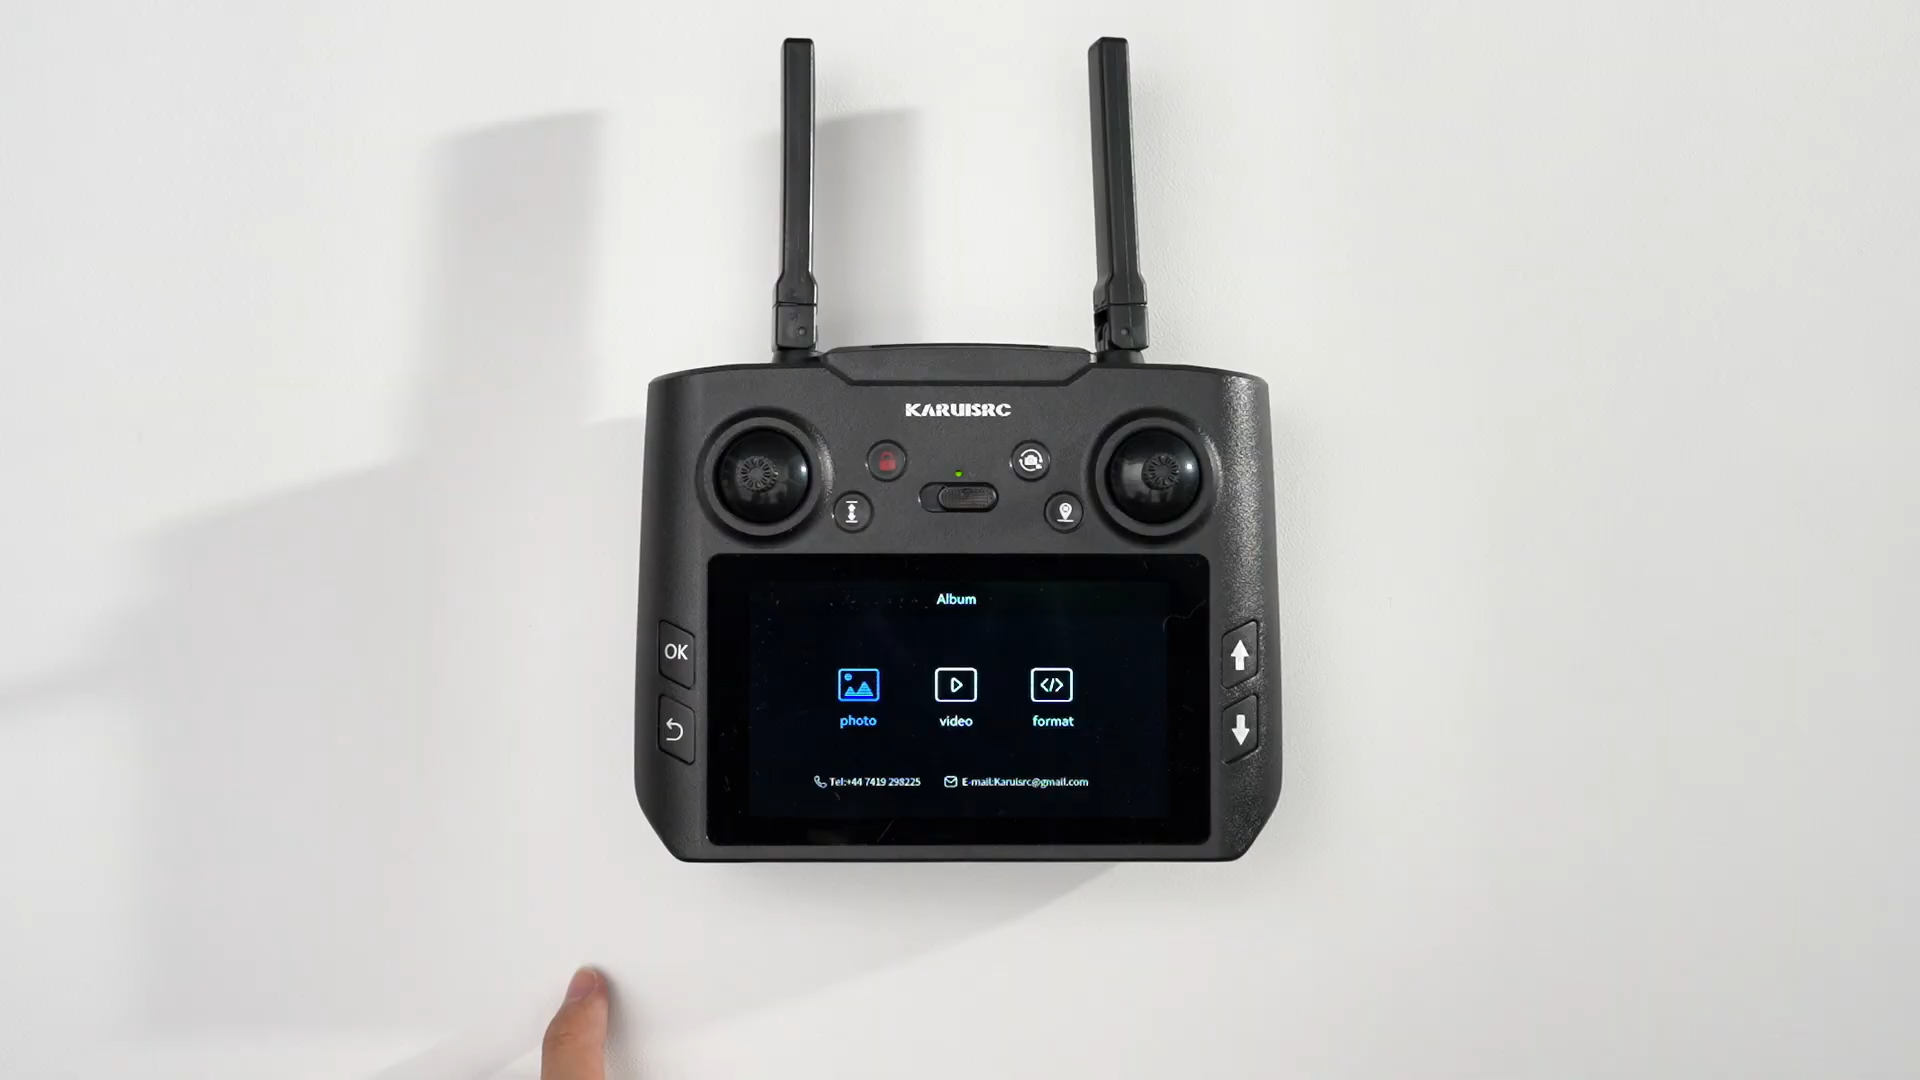 KARUISRC
OK
Album
photo
video
format
Tel:+44 7419 298225
E-mail:Karuisrc@gmail.com